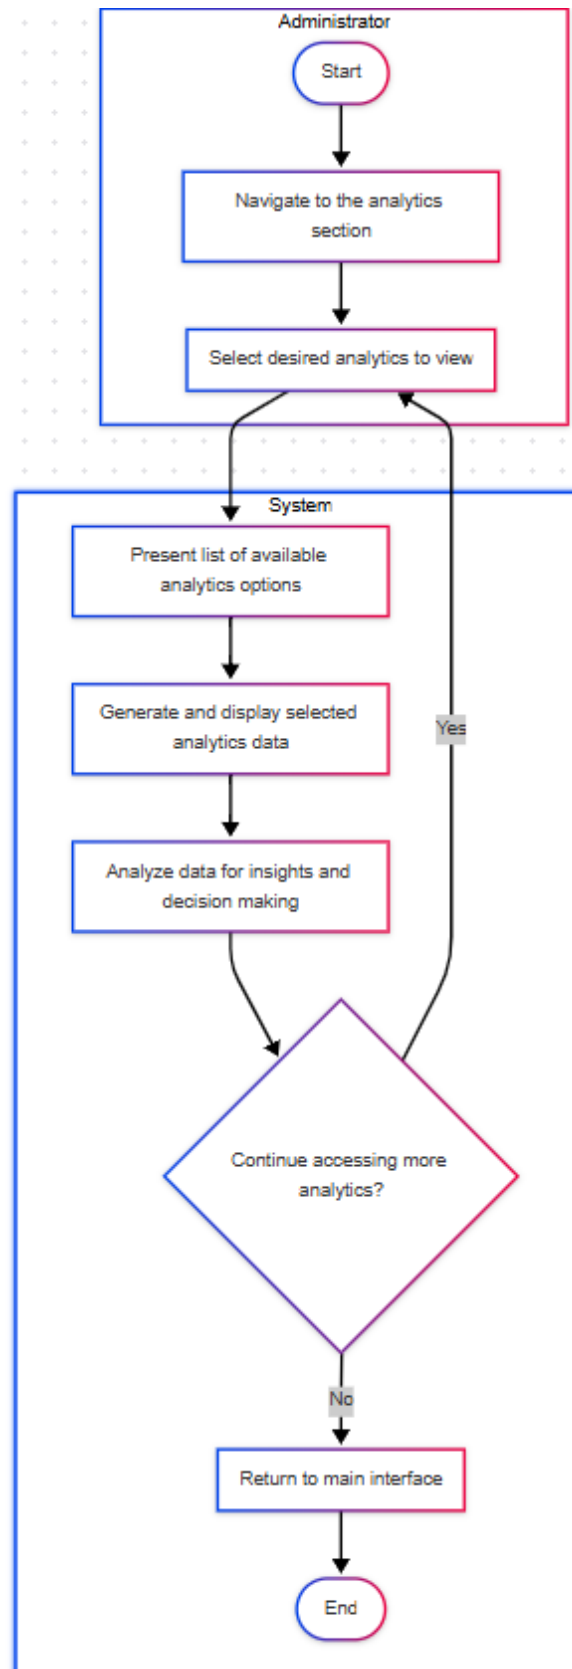 Administrator
Start
Navigate to the analytics
section
Select desired analytics to view
System
Present list of available
analytics options
Generate and display selected
analytics data
Yes
Analyze data for insights and
decision making
Continue accessing more
analytics?
No
Return to main interface
End